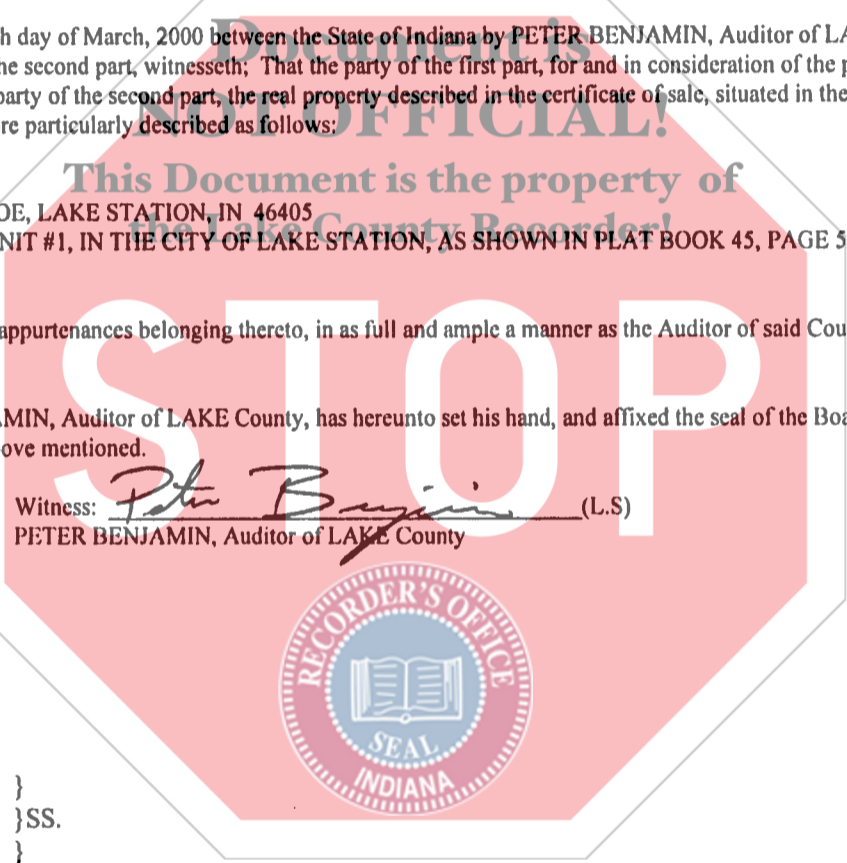 Document is
h day of March, 2000 between the State of Indiana by PETER BENJAMIN, Auditor of LA
he second part, witnesseth; That the party of the first part, for and in consideration of the p
party of the second part, the real property described in the certificate of sale, situated in the
NOT OFFICIAL!
re particularly described as follows:
This Document is the property of
OE, LAKE STATION, IN 46405
the Lake County Recorder!
NIT #1, IN THE CITY OF LAKE STATION, AS SHOWN IN PLAT BOOK 45, PAGE 5
STOP
appurtenances belonging thereto, in as full and ample a manner as the Auditor of said Cou
AMIN, Auditor of LAKE County, has hereunto set his hand, and affixed the seal of the Boa
ove mentioned.
Witness: Peter Benjamin (L.S)
PETER BENJAMIN, Auditor of LAKE County
RECORDER'S OFFICE
SEAL
INDIANA
}
}SS.
}